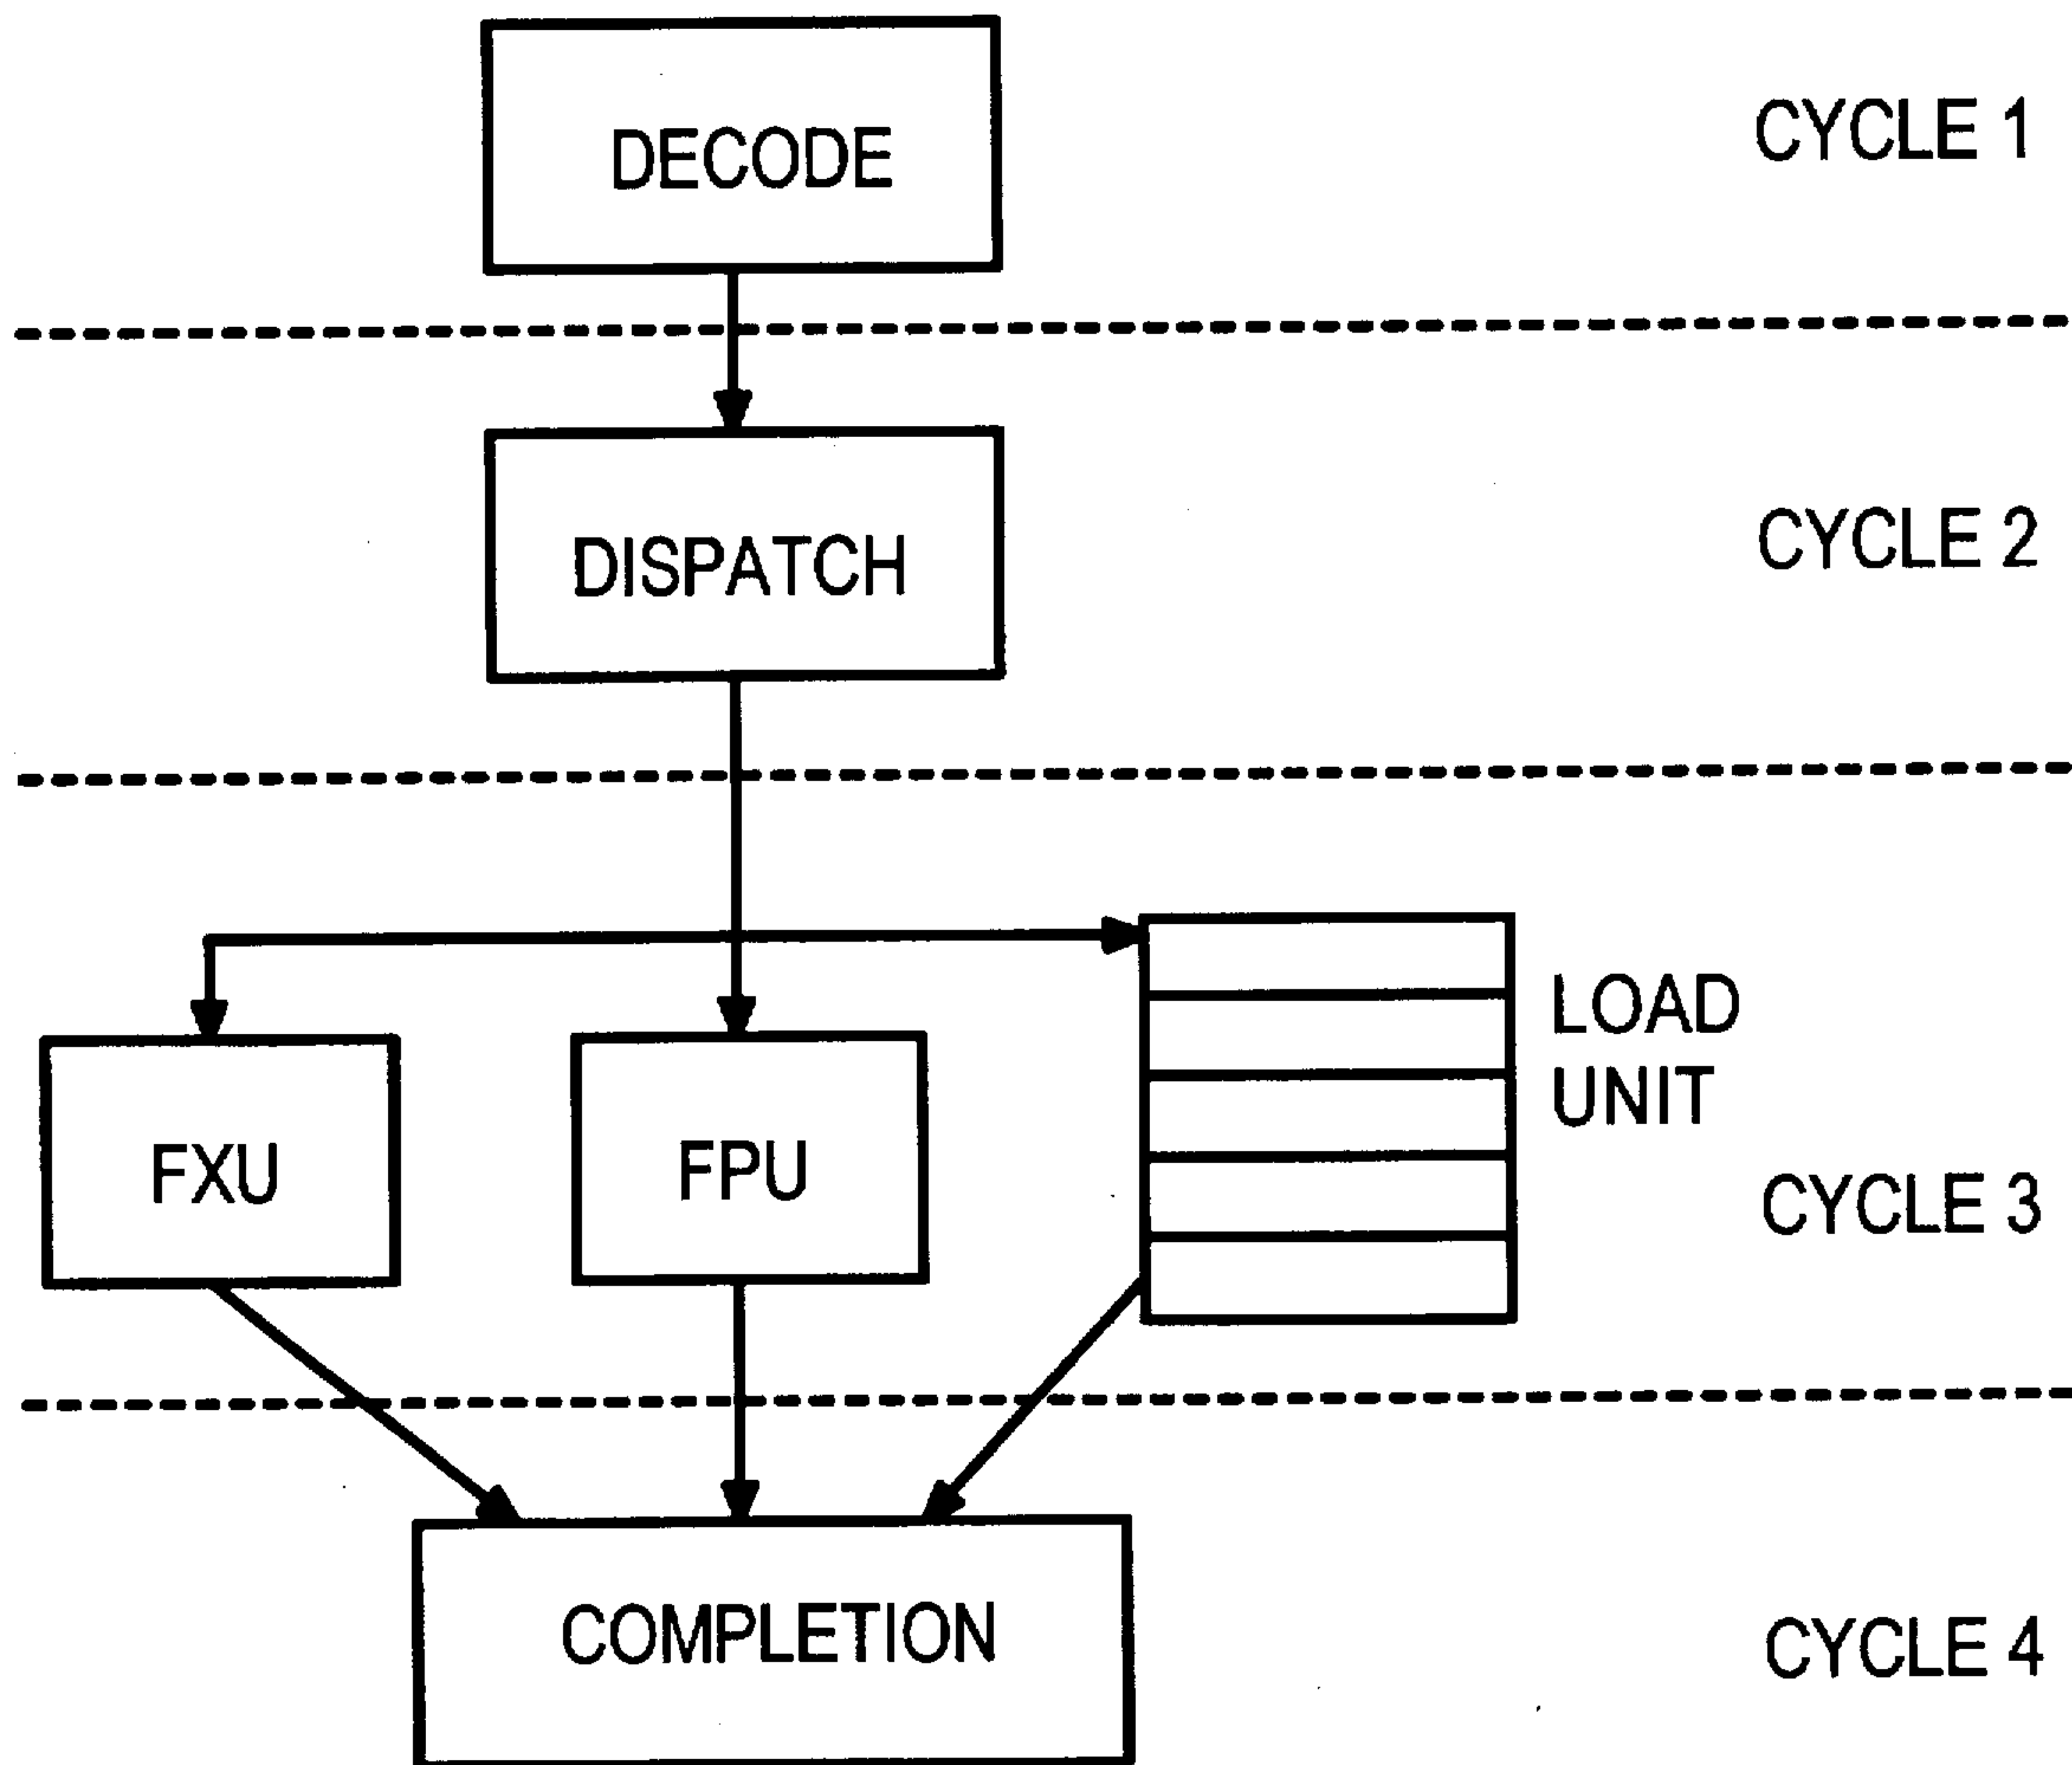 DECODE
CYCLE 1
DISPATCH
CYCLE 2
LOAD
UNIT
FXU
FPU
CYCLE 3
COMPLETION
CYCLE 4